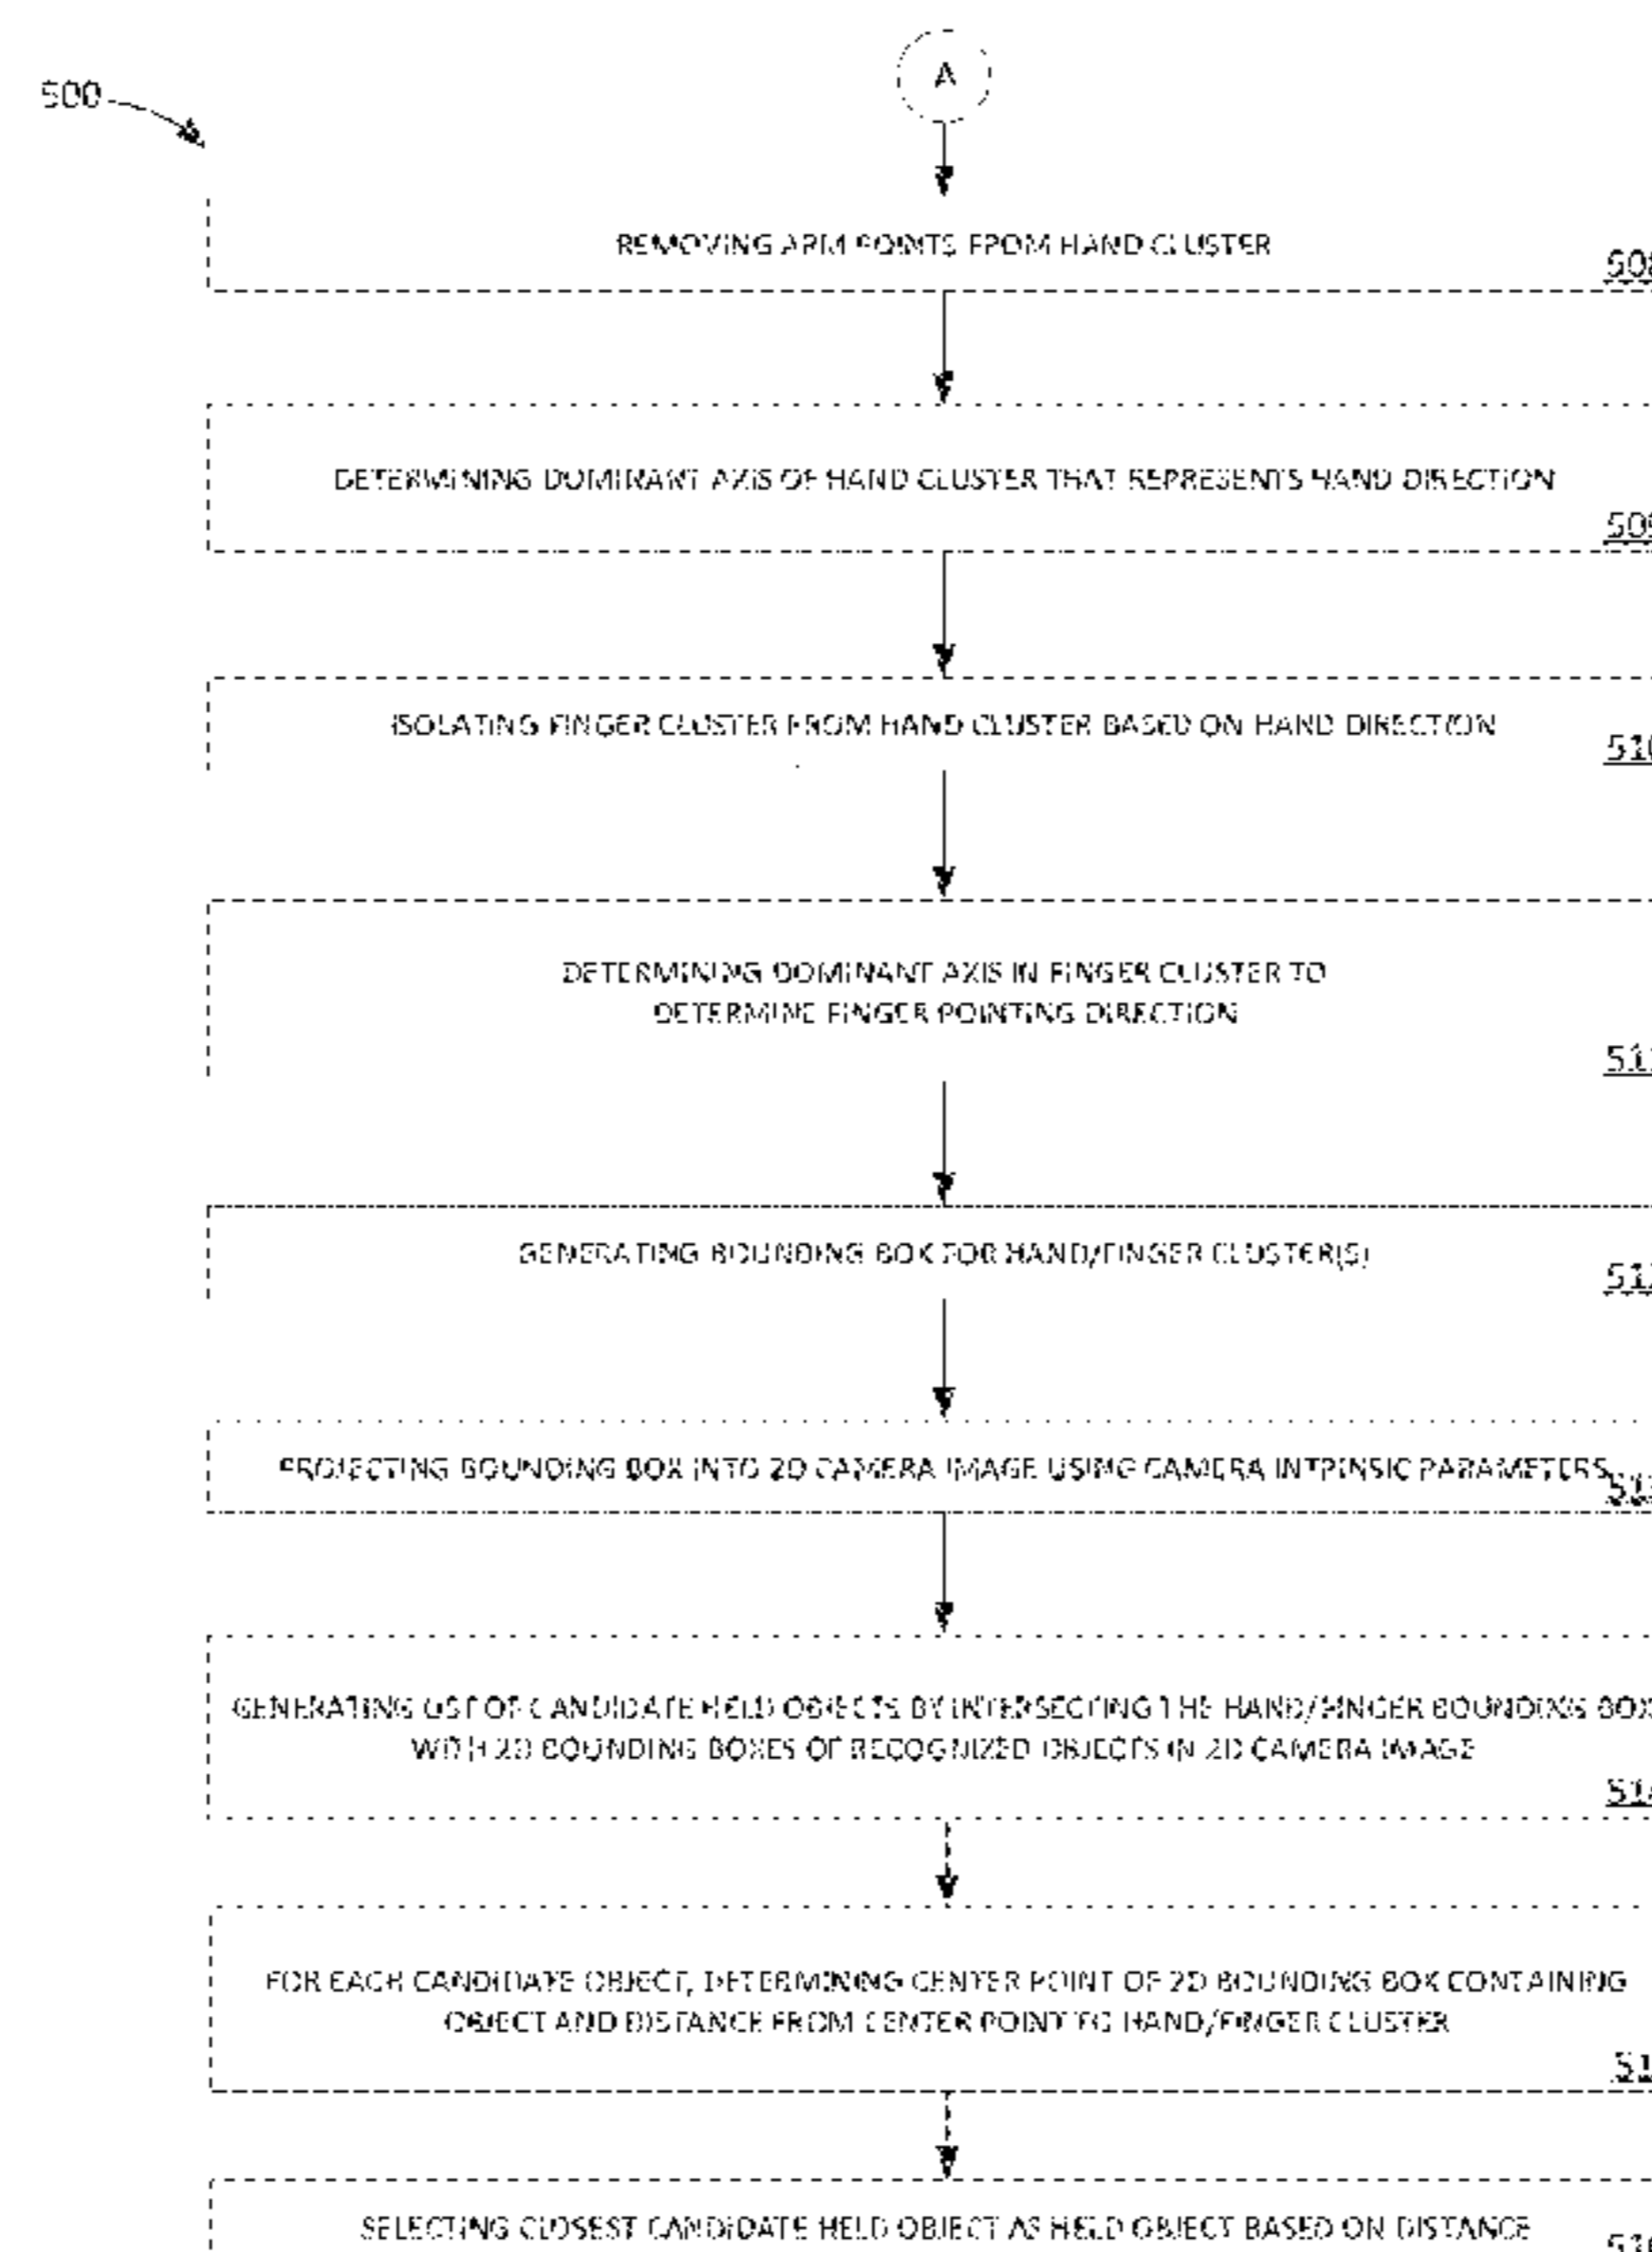 500
A
REMOVING ARM POINTS FROM HAND CLUSTER
DETERMINING DOMINANT AXIS OF HAND CLUSTER THAT REPRESENTS HAND DIRECTION
ISOLATING FINGER CLUSTER FROM HAND CLUSTER BASED ON HAND DIRECTION
DETERMINING DOMINANT AXIS IN FINGER CLUSTER TO
DETERMINE FINGER POINTING DIRECTION
GENERATING BOUNDING BOX FOR HAND/FINGER CLUSTER(S)
PROJECTING BOUNDING BOX INTO 2D CAMERA IMAGE USING CAMERA INTRINSIC PARAMETERS
GENERATING LIST OF CANDIDATE HELD OBJECTS BY INTERSECTING THE HAND/FINGER BOUNDING BOX
WITH 2D BOUNDING BOXES OF RECOGNIZED OBJECTS IN 2D CAMERA IMAGE
FOR EACH CANDIDATE OBJECT, DETERMINING CENTER POINT OF 2D BOUNDING BOX CONTAINING
OBJECT AND DISTANCE FROM CENTER POINT TO HAND/FINGER CLUSTER
SELECTING CLOSEST CANDIDATE HELD OBJECT AS HELD OBJECT BASED ON DISTANCE